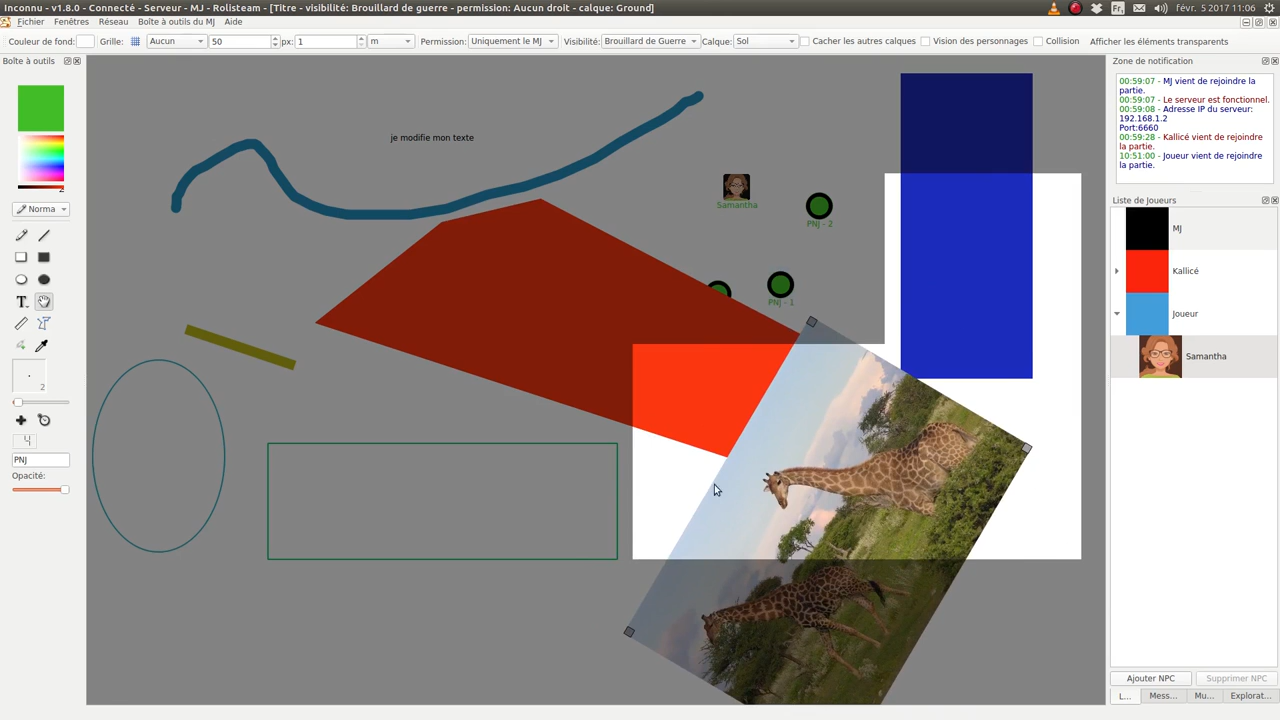 Inconnu - v1.8.0 - Connecté - Serveur - MJ - Rolisteam - [Titre - visibilité: Brouillard de guerre - permission: Aucun droit - calque: Ground]
Fr
févr. 5 2017 11:06
Fichier Fenêtres Réseau Boîte à outils du MJ Aide
Couleur de fond: Grille: Aucun 50 px: 1 m Permission: Uniquement le MJ Visibilité: Brouillard de Guerre Calque: Sol Cacher les autres calques Vision des personnages Collision Afficher les éléments transparents
Boîte à outils
2
Norma
T
2
PNJ
Opacité:
je modifie mon texte
Samantha
PNJ - 2
PNJ - 1
Zone de notification
00:59:07 - MJ vient de rejoindre la
partie.
00:59:07 - Le serveur est fonctionnel.
00:59:08 - Adresse IP du serveur:
192.168.1.2
Port:6660
00:59:28 - Kallicé vient de rejoindre
la partie.
10:51:00 - Joueur vient de rejoindre
la partie.
Liste de Joueurs
MJ
Kallicé
Joueur
Samantha
Ajouter NPC Supprimer NPC
L... Mess... Mu... Explorat...